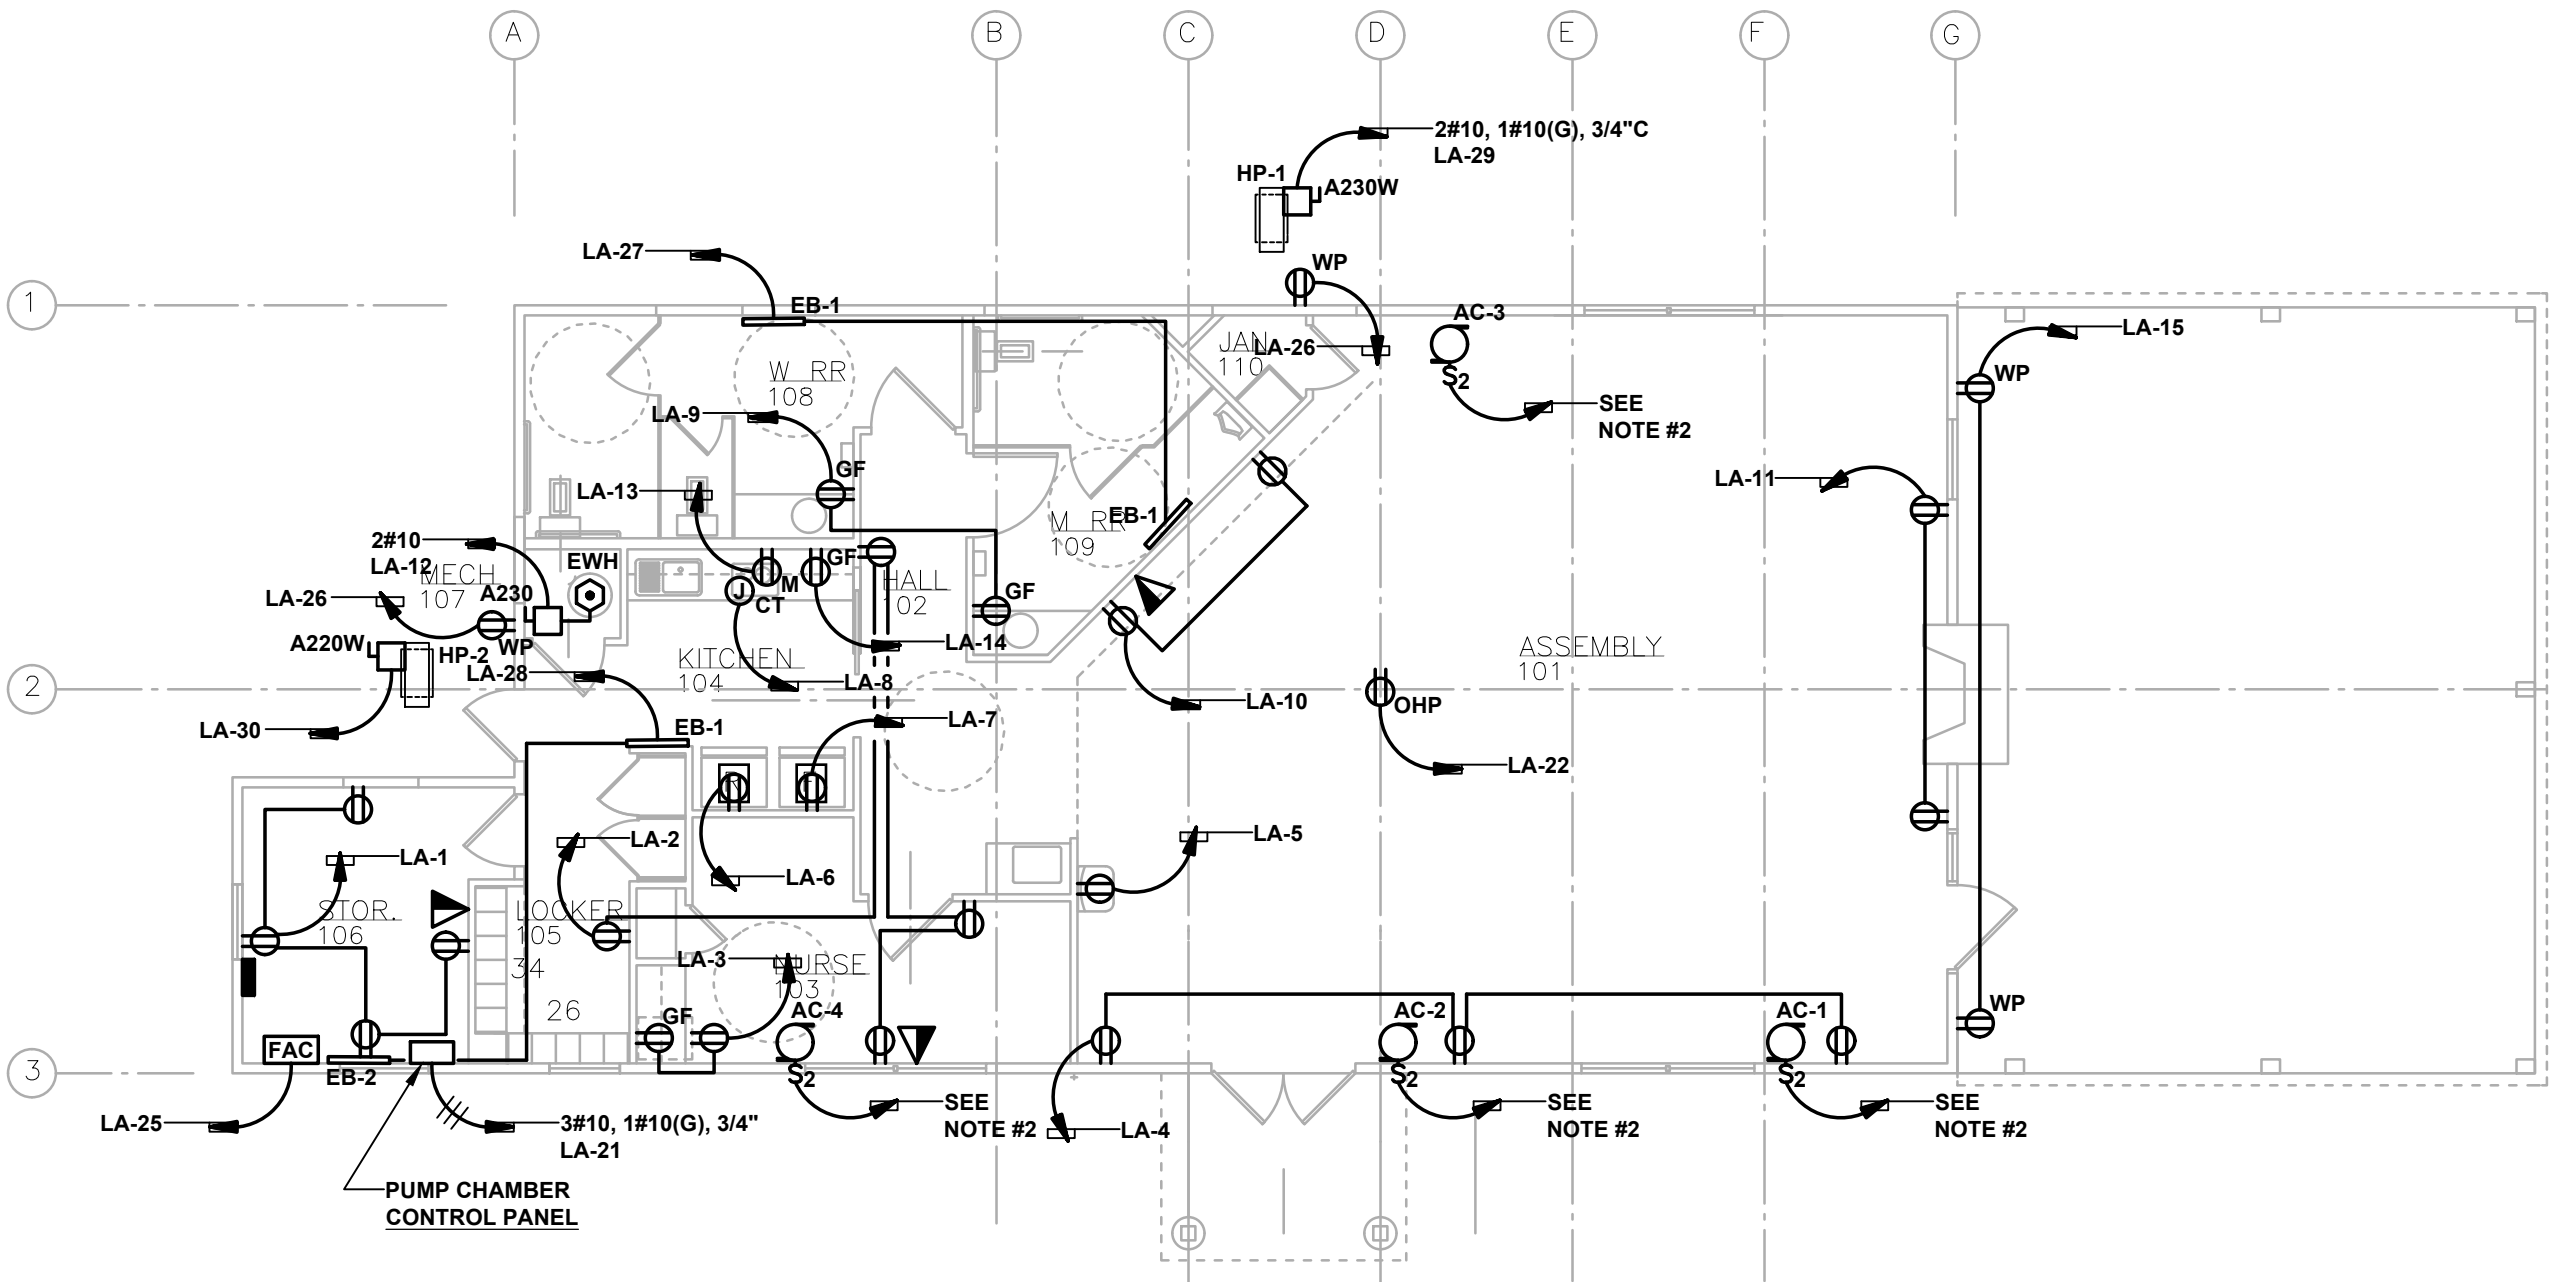 A
B
C
D
E
F
G
2#10, 1#10(G), 3/4"C
LA-29
HP-1
A230W
LA-27
WP
1
EB-1
AC-3
LA-15
JAN
110
LA-26
S2
WP
W RR
108
SEE
NOTE #2
LA-9
GF
LA-11
LA-13
M RR
109
EB-1
2#10
LA-12
EWH
GF
MECH
107
J
M
CT
HALL
102
GF
LA-26
A230
WP
A220W
HP-2
LA-14
ASSEMBLY
101
KITCHEN
104
LA-28
LA-8
2
LA-10
OHP
LA-7
LA-30
EB-1
LA-22
R
F
LA-1
LA-2
LA-5
LA-6
STOR.
106
LOCKER
105
34
26
LA-3
NURSE
103
GF
AC-4
AC-2
AC-1
WP
FAC
EB-2
3
S2
S2
S2
LA-25
3#10, 1#10(G), 3/4"
LA-21
SEE
NOTE #2
LA-4
SEE
NOTE #2
SEE
NOTE #2
PUMP CHAMBER
CONTROL PANEL